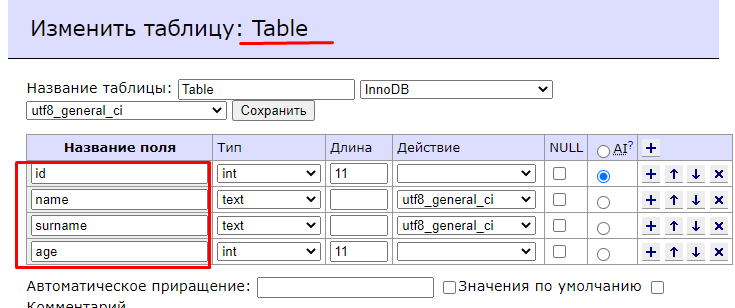 Изменить таблицу: Table
Название таблицы: Table InnoDB
utf8_general_ci Сохранить
Название поля Тип Длина Действие NULL AI? +
id int 11
name text utf8_general_ci
surname text utf8_general_ci
age int 11
Автоматическое приращение: Значения по умолчанию
Комментарий